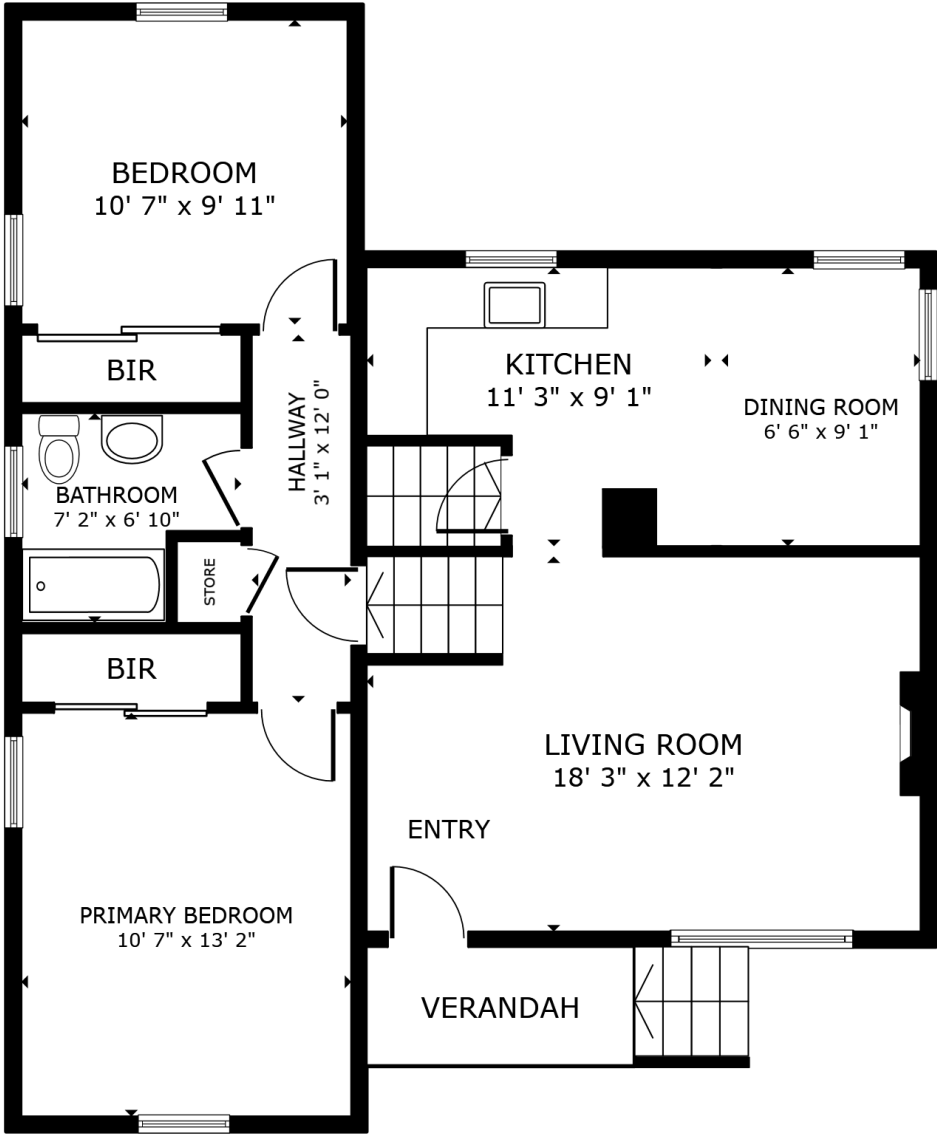 BEDROOM
10' 7" x 9' 11"
BIR
HALLWAY
3' 1" x 12' 0"
KITCHEN
11' 3" x 9' 1"
DINING ROOM
6' 6" x 9' 1"
BATHROOM
7' 2" x 6' 10"
STORE
BIR
LIVING ROOM
18' 3" x 12' 2"
ENTRY
PRIMARY BEDROOM
10' 7" x 13' 2"
VERANDAH